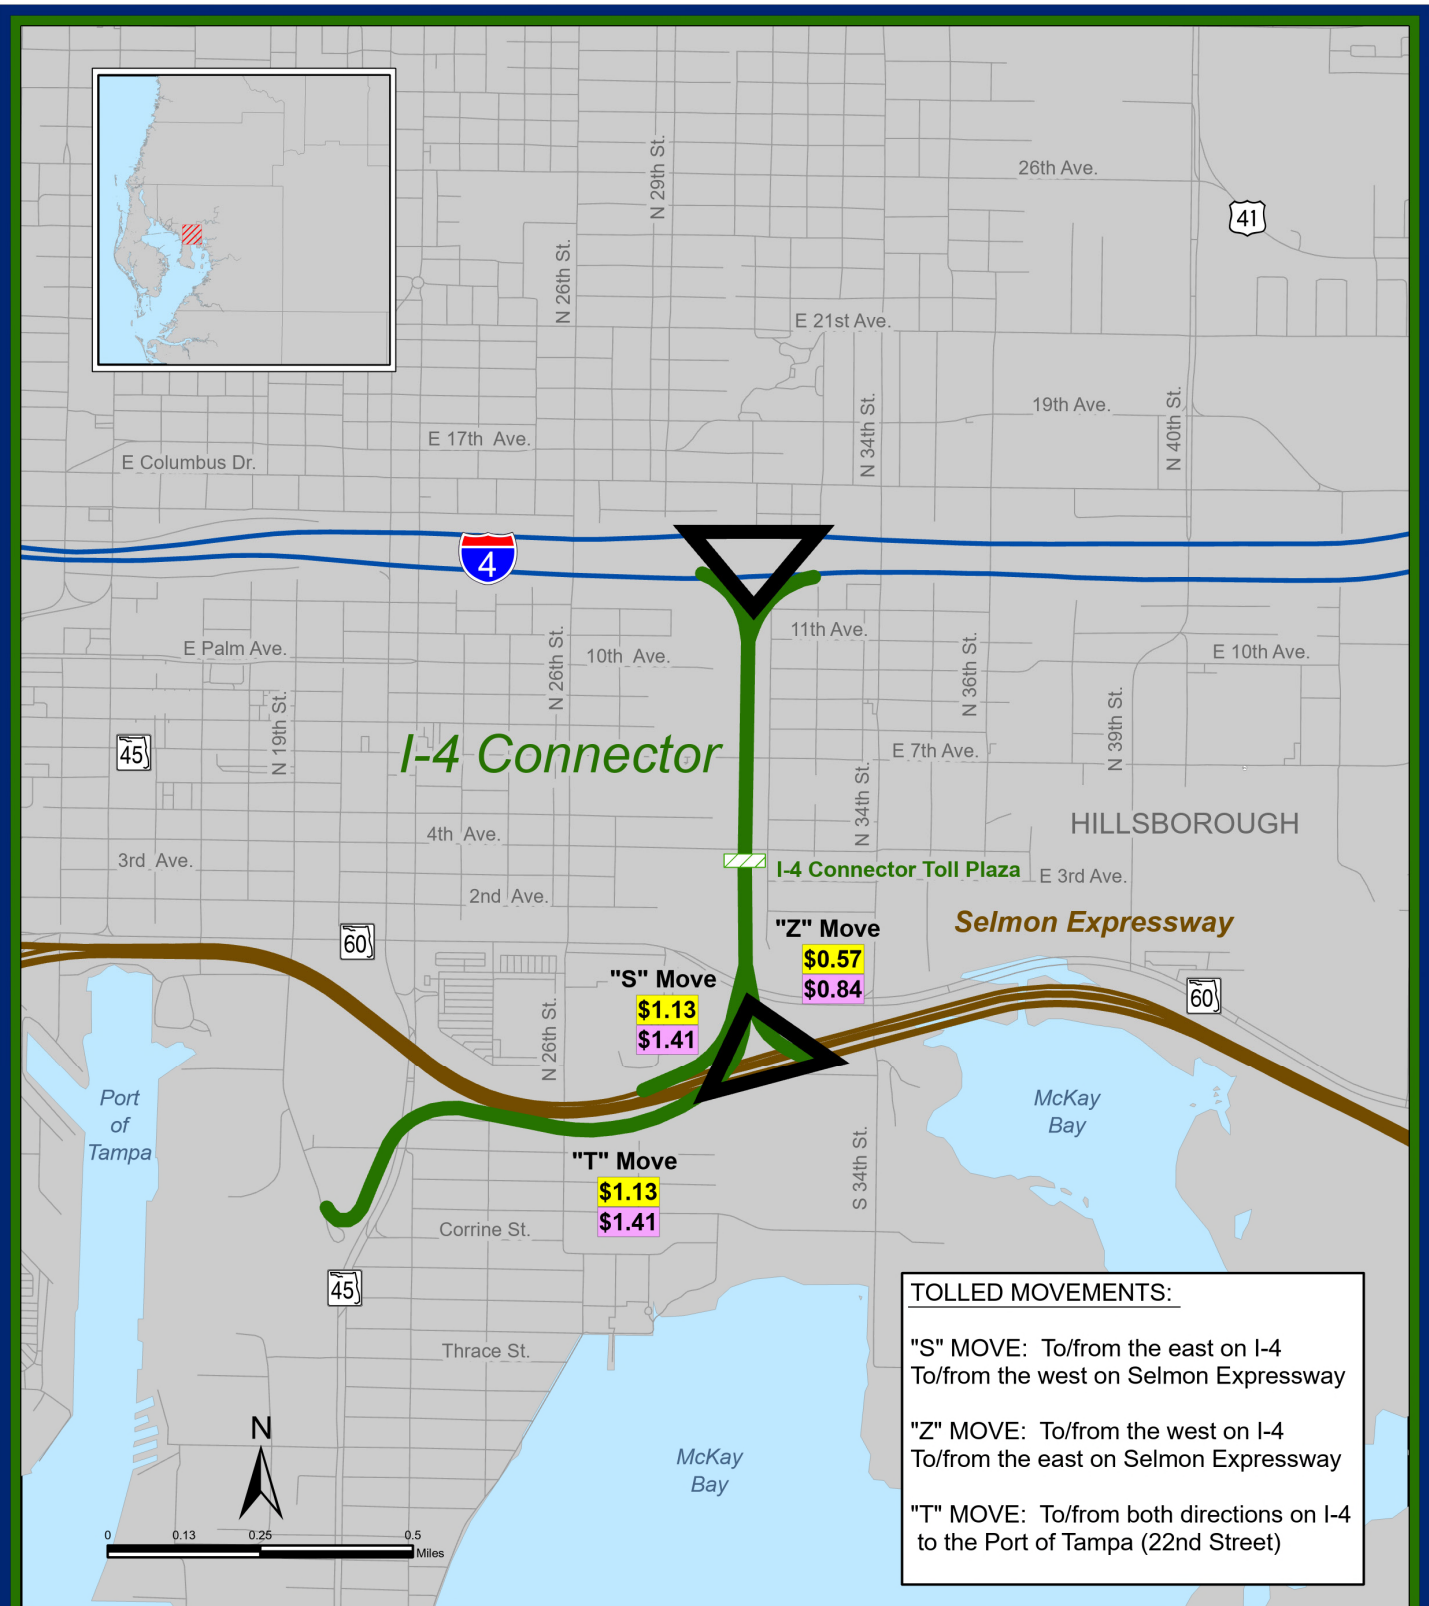 N 29th St.
26th Ave.
41
N 26th St.
E 21st Ave.
19th Ave.
N 34th St.
N 40th St.
E 17th Ave.
E Columbus Dr.
4
11th Ave.
E Palm Ave.
10th Ave.
E 10th Ave.
N 26th St.
N 36th St.
N 19th St.
N 39th St.
45
I-4 Connector
E 7th Ave.
N 34th St.
HILLSBOROUGH
4th Ave.
3rd Ave.
I-4 Connector Toll Plaza
E 3rd Ave.
2nd Ave.
Selmon Expressway
60
"Z" Move
$0.57
$0.84
"S" Move
$1.13
$1.41
60
N 26th St.
Port
of
Tampa
McKay
Bay
"T" Move
$1.13
$1.41
S 34th St.
Corrine St.
45
Thrace St.
McKay
Bay
TOLLED MOVEMENTS:
"S" MOVE: To/from the east on I-4
To/from the west on Selmon Expressway
"Z" MOVE: To/from the west on I-4
To/from the east on Selmon Expressway
"T" MOVE: To/from both directions on I-4
to the Port of Tampa (22nd Street)
N
0 0.13 0.25 0.5
Miles